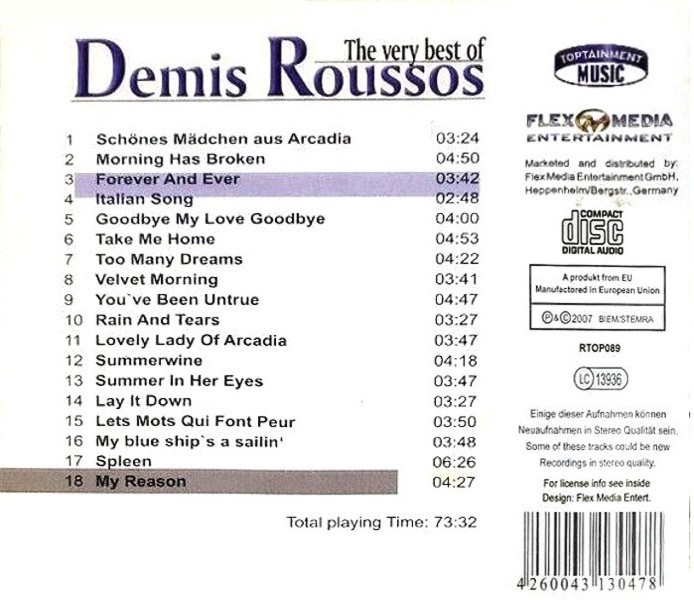 The very best of
Demis Roussos
1 Schönes Mädchen aus Arcadia 03:24
2 Morning Has Broken 04:50
3 Forever And Ever 03:42
4 Italian Song 02:48
5 Goodbye My Love Goodbye 04:00
6 Take Me Home 04:53
7 Too Many Dreams 04:22
8 Velvet Morning 03:41
9 You`ve Been Untrue 04:47
10 Rain And Tears 03:27
11 Lovely Lady Of Arcadia 03:47
12 Summerwine 04:18
13 Summer In Her Eyes 03:47
14 Lay It Down 03:27
15 Lets Mots Qui Font Peur 03:50
16 My blue ship`s a sailin‘ 03:48
17 Spleen 06:26
18 My Reason 04:27
Total playing Time: 73:32
TOPTAINMENT
MUSIC
FLEX MEDIA
ENTERTAINMENT
Marketed and distributed by:
Flex Media Entertainment GmbH,
Heppenheim/Bergstr., Germany
COMPACT
disc
DIGITAL AUDIO
A produkt from EU
Manufactored in European Union
℗&©2007 BIEM/STEMRA
RTOP089
LC 13936
Einige dieser Aufnahmen können
Neuaufnahmen in Stereo Qualität sein.
Some of these tracks could be new
Recordings in stereo quality.
For license info see inside
Design: Flex Media Entert.
4 260043 130478